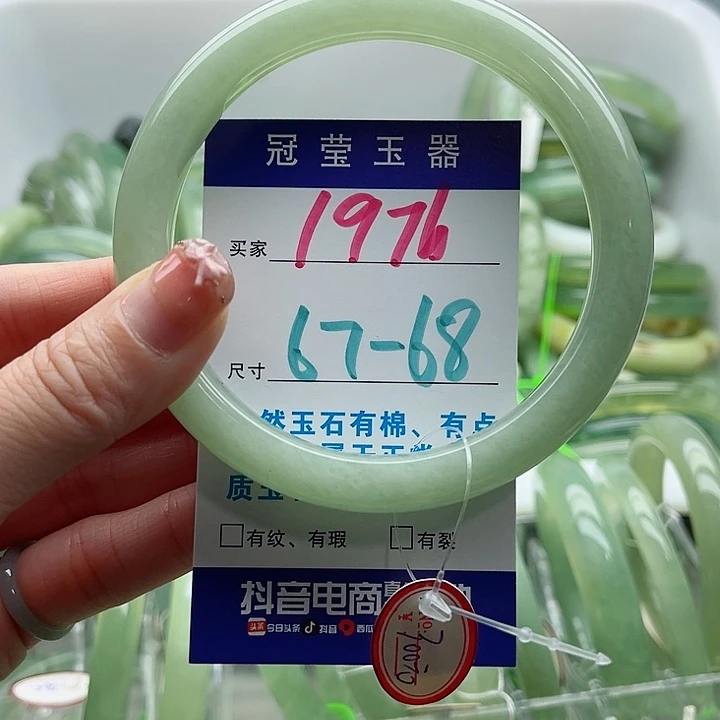 冠莹玉器
买家 1976
尺寸 67-68
然玉石有棉、有点
质玉
□有纹、有瑕 □有裂
抖音电商
今日头条 抖音 西瓜